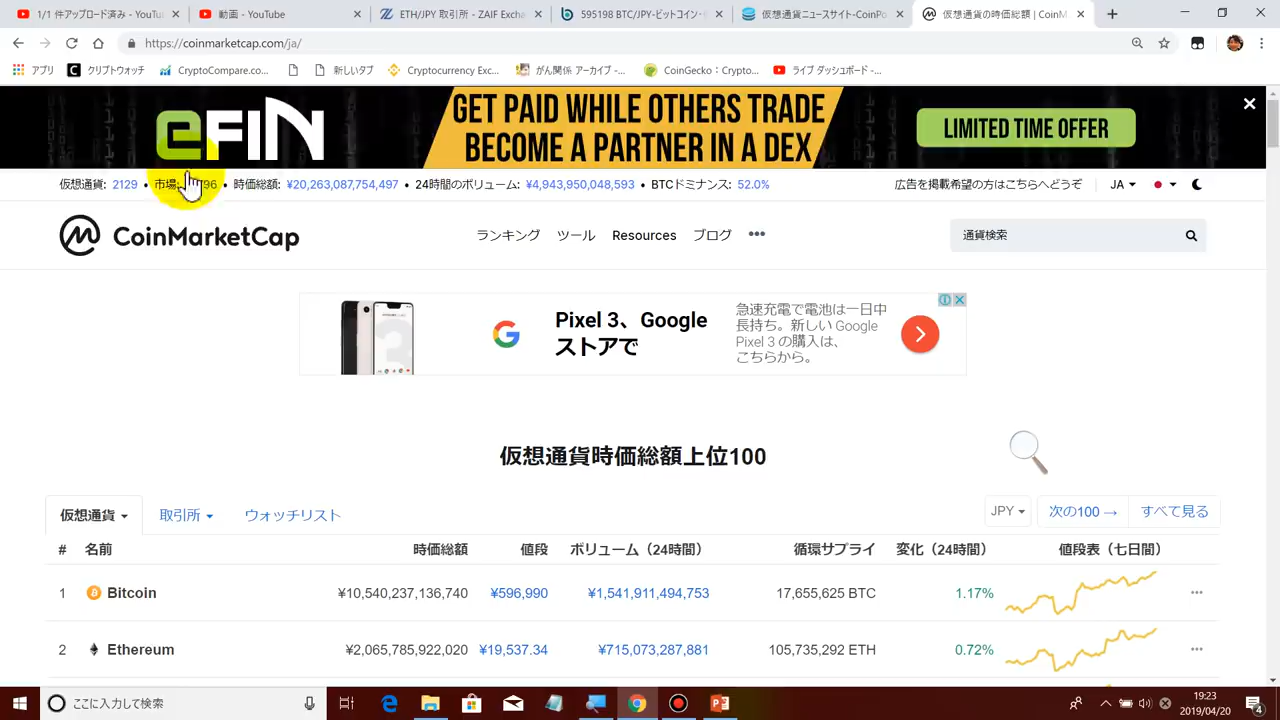 1/1 件アップロード済み - YouTube
動画 - YouTube
ETH/JPY 取引所 - ZAIF Excha
595198 BTC/JPY-ビットコイン・
仮想通貨ニュースサイト-CoinPo
仮想通貨の時価総額 | CoinM
https://coinmarketcap.com/ja/
アプリ
クリプトウォッチ
CryptoCompare.co...
新しいタブ
Cryptocurrency Exc...
がん関係 アーカイブ -...
CoinGecko：Crypto...
ライブ ダッシュボード -...
eFIN
GET PAID WHILE OTHERS TRADE
BECOME A PARTNER IN A DEX
LIMITED TIME OFFER
仮想通貨: 2129 • 市場: 96 • 時価総額: ¥20,263,087,754,497 • 24時間のボリューム: ¥4,943,950,048,593 • BTCドミナンス: 52.0%
広告を掲載希望の方はこちらへどうぞ
JA
CoinMarketCap
ランキング
ツール
Resources
ブログ
•••
通貨検索
Pixel 3、Google
ストアで
急速充電で電池は一日中
長持ち。新しい Google
Pixel 3 の購入は、
こちらから。
仮想通貨時価総額上位100
仮想通貨
取引所
ウォッチリスト
JPY
次の100 →
すべて見る
# 名前 時価総額 値段 ボリューム（24時間） 循環サプライ 変化（24時間） 値段表（七日間）
1 Bitcoin ¥10,540,237,136,740 ¥596,990 ¥1,541,911,494,753 17,655,625 BTC 1.17%
2 Ethereum ¥2,065,785,922,020 ¥19,537.34 ¥715,073,287,881 105,735,292 ETH 0.72%
ここに入力して検索
19:23
2019/04/20
4